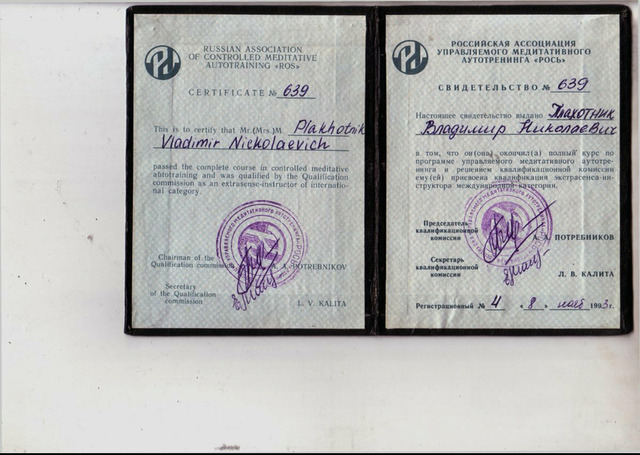 RUSSIAN ASSOCIATION
OF CONTROLLED MEDITATIVE
AUTOTRAINING «ROS»
CERTIFICATE № 639
This is to certify that Mr.(Mrs.)M. Plakhotnik
Vladimir Nickolaevich
passed the complete course in controlled meditative
abtotraining and was qualified by the Qualification
commission as an extrasense-instructor of internatio-
nal category.
Chairman of the
Qualification commission
POTREBNIKOV
Secretary
of the Qualification
commission
L. V. KALITA
РОССИЙСКАЯ АССОЦИАЦИЯ
УПРАВЛЯЕМОГО МЕДИТАТИВНОГО
АУТОТРЕНИНГА «РОСЬ»
СВИДЕТЕЛЬСТВО № 639
Настоящее свидетельство выдано Плахотник
Владимир Николаевич
в том, что он(она) окончил(а) полный курс по
программе управляемого медитативного аутотре-
нинга и решением квалификационной комиссии
ему(ей) присвоена квалификация экстрасенса-ин-
структора международной категории.
Председатель
квалификационной
комиссии
А. ПОТРЕБНИКОВ
Секретарь
квалификационной
комиссии
Л. В. КАЛИТА
Регистрационный № 4 « 8 » 1993г.